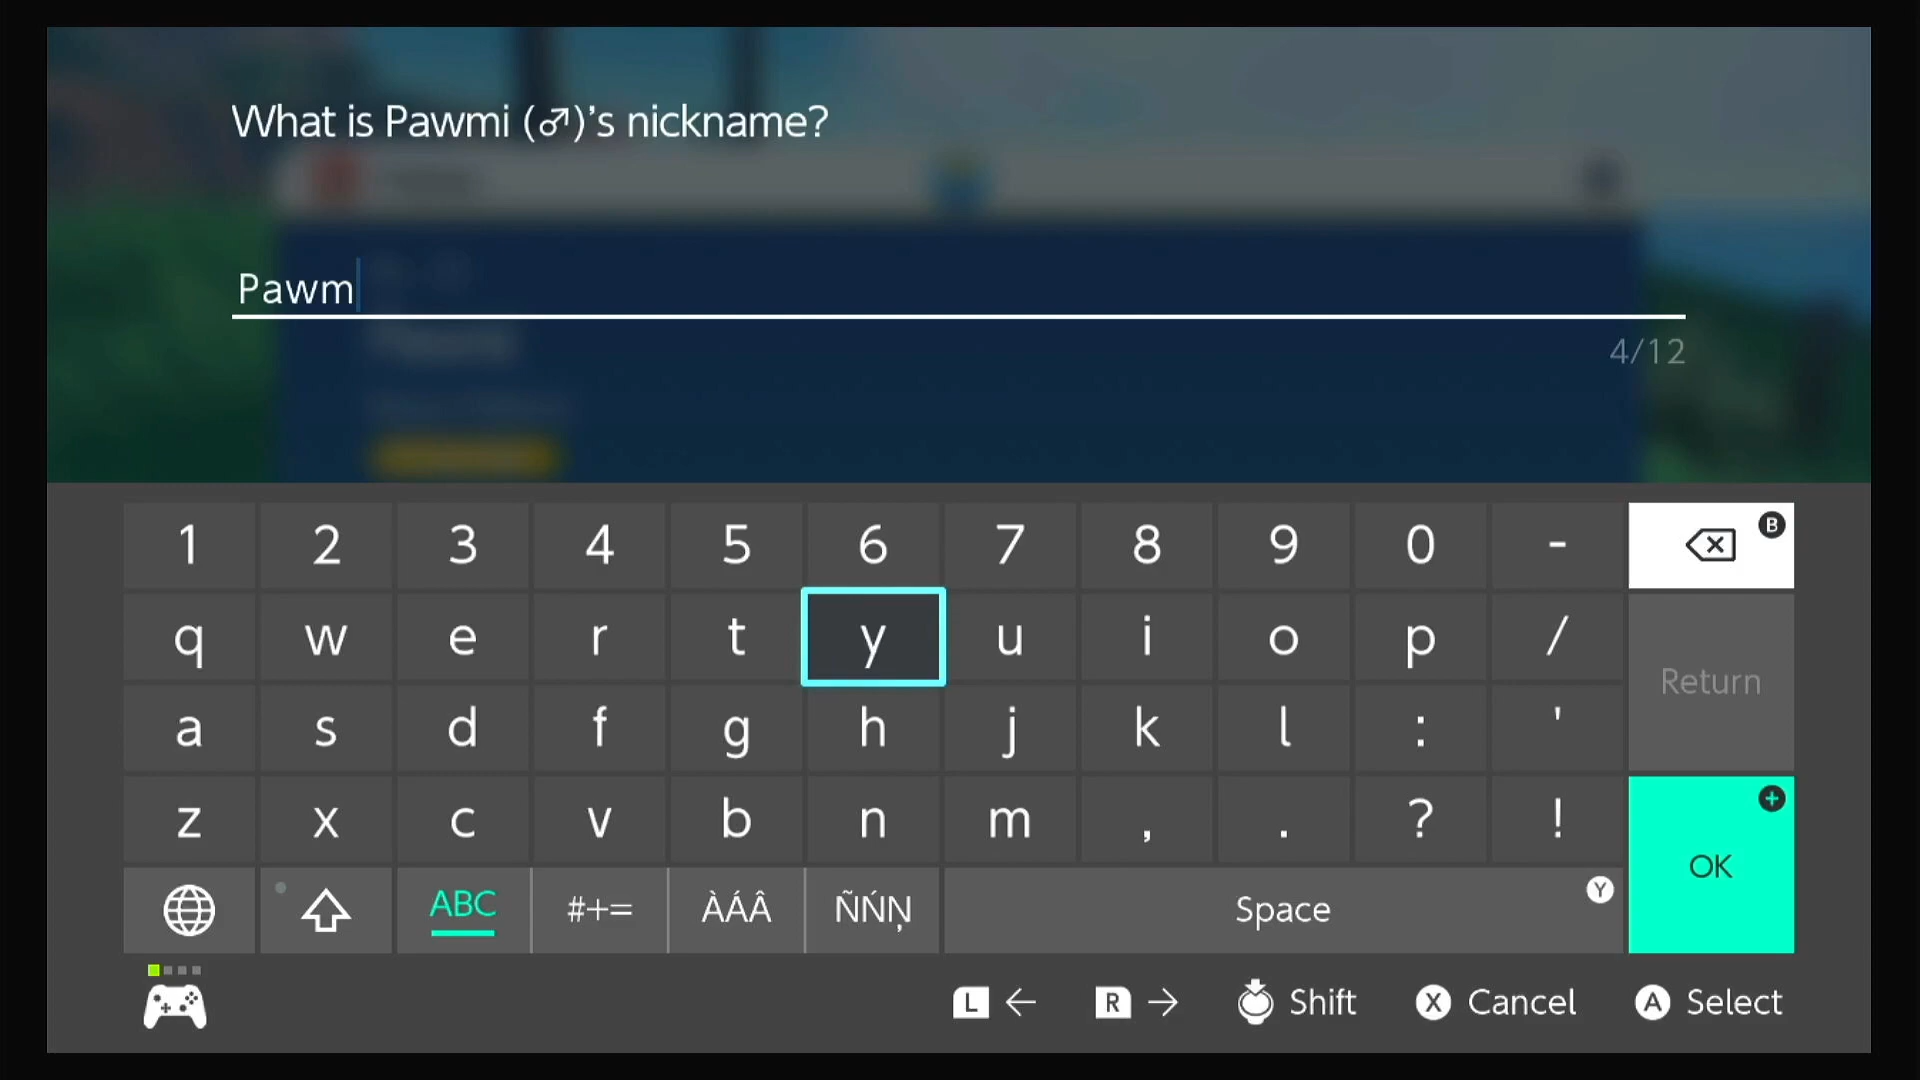 What is Pawmi (♂)'s nickname?
Pawm
4/12
1 2 3 4 5 6 7 8 9 0 - B
q w e r t y u i o p /
Return
a s d f g h j k l : '
z x c v b n m , . ? ! +
OK
ABC #+= ÀÁÂ ÑŃŅ Space Y
L ← R → Shift X Cancel A Select